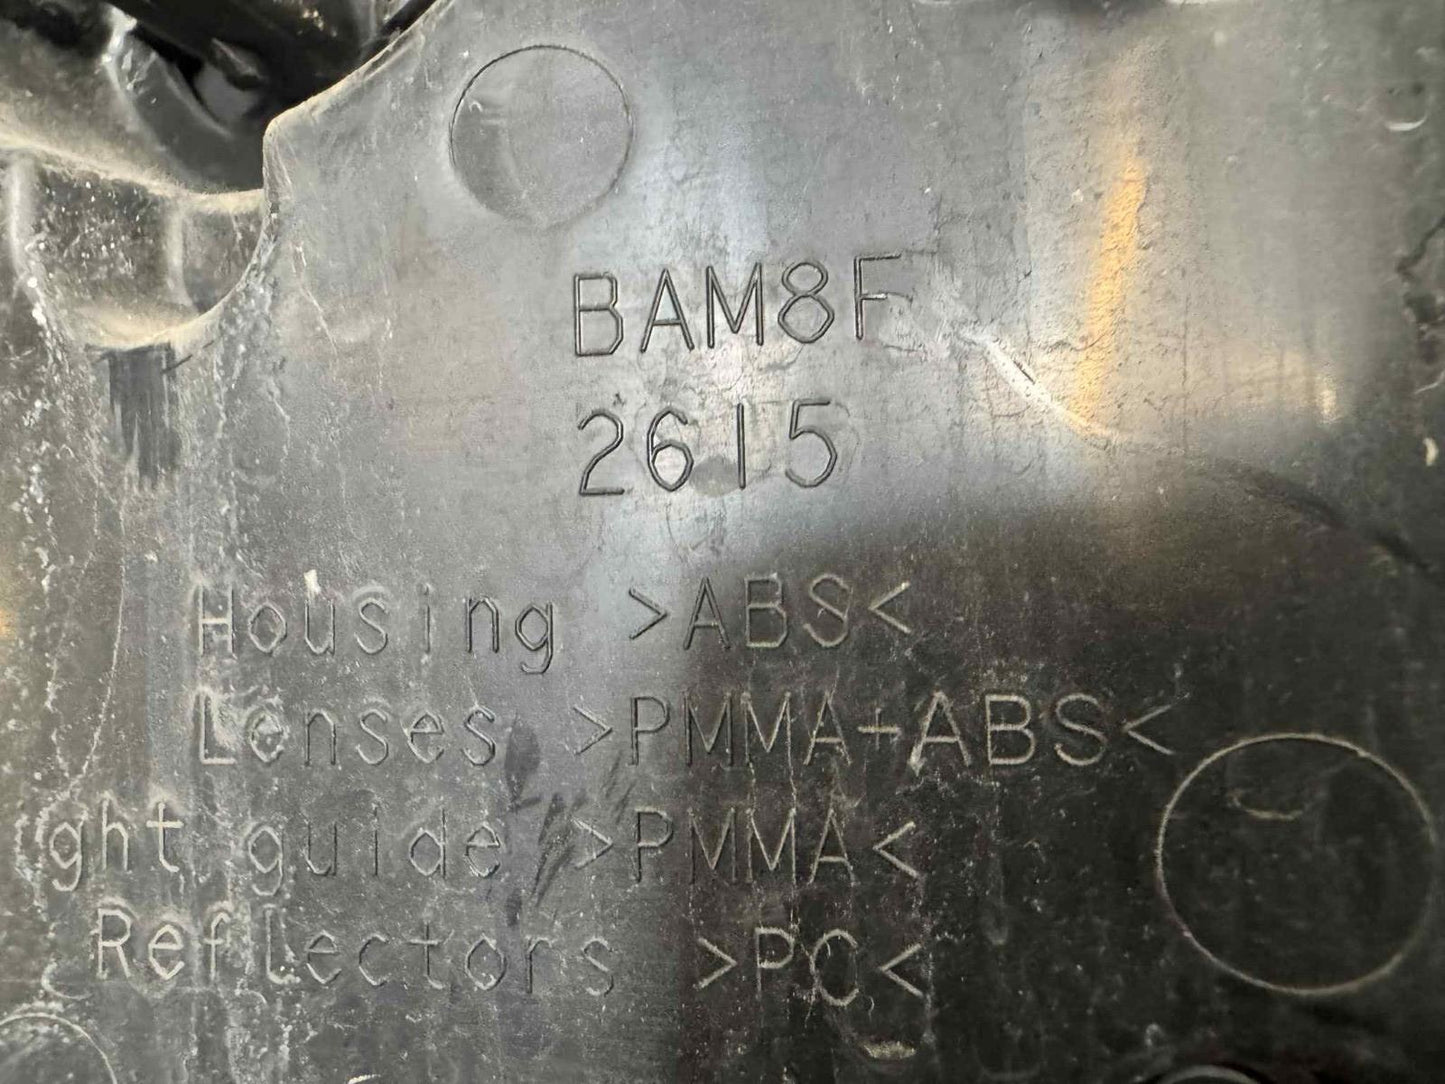 BAM8F
2615
Housing >ABS<
Lenses >PMMA+ABS<
ght guide >PMMA<
Reflectors >PC<